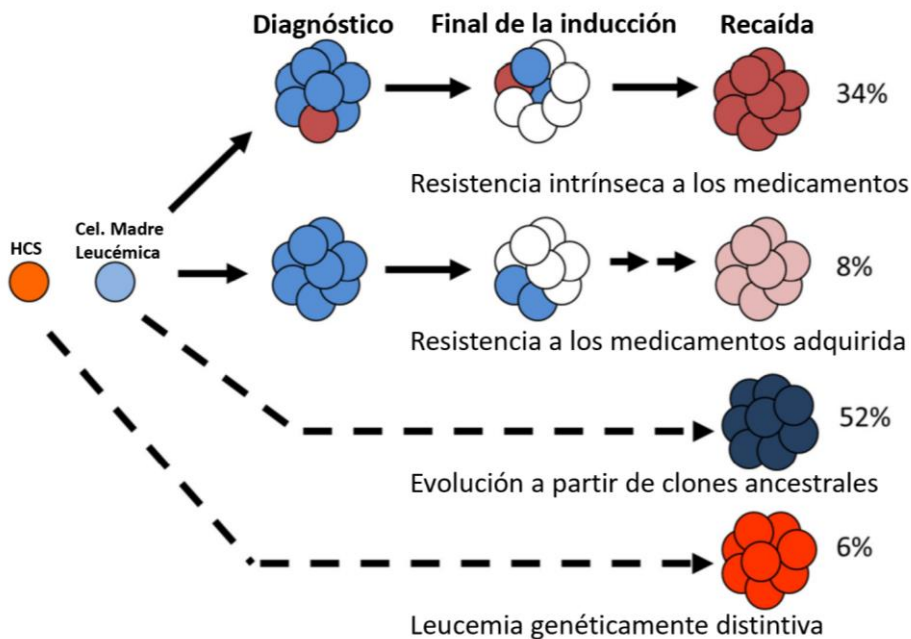 Diagnóstico Final de la inducción Recaída
34%
Resistencia intrínseca a los medicamentos
HCS
Cel. Madre
Leucémica
8%
Resistencia a los medicamentos adquirida
52%
Evolución a partir de clones ancestrales
6%
Leucemia genéticamente distintiva